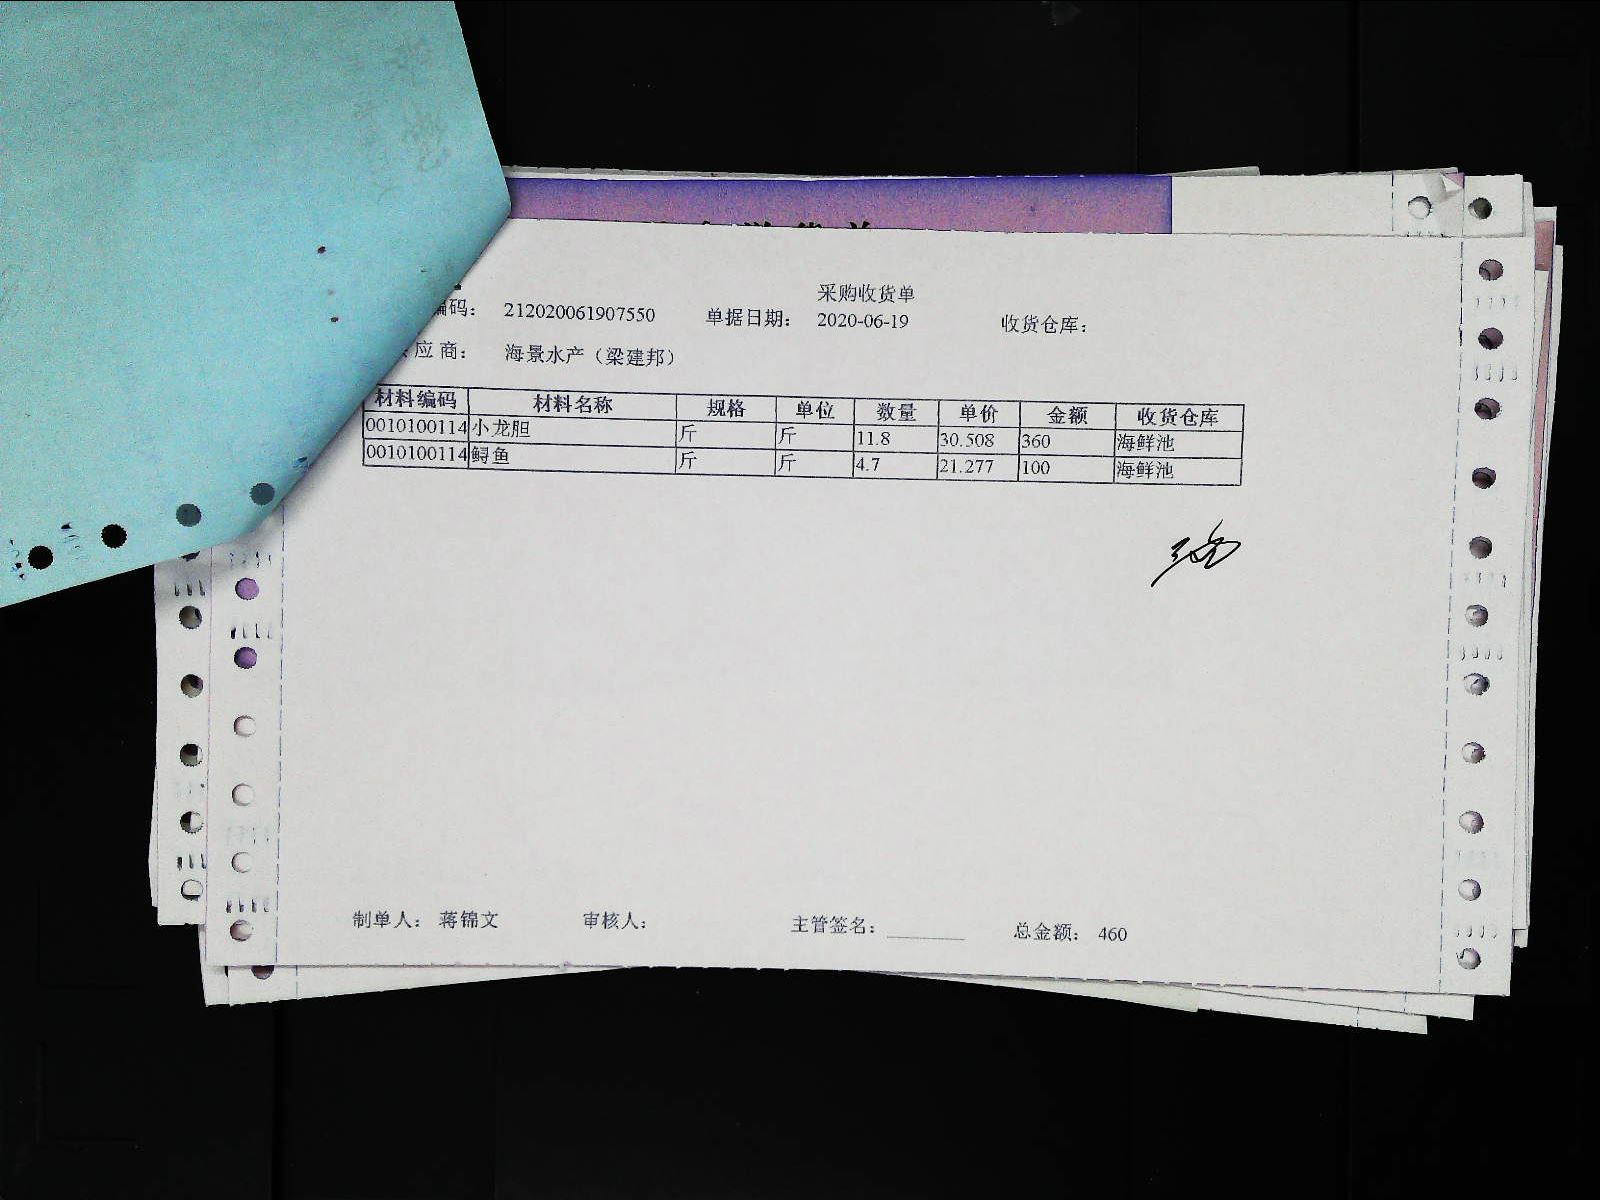 采购收货单
编码： 212020061907550 单据日期： 2020-06-19 收货仓库：
应商： 海景水产（梁建邦）
材料编码 材料名称 规格 单位 数量 单价 金额 收货仓库
0010100114 小龙胆 斤 斤 11.8 30.508 360 海鲜池
0010100114 鲟鱼 斤 斤 4.7 21.277 100 海鲜池
制单人： 蒋锦文 审核人： 主管签名： 总金额： 460